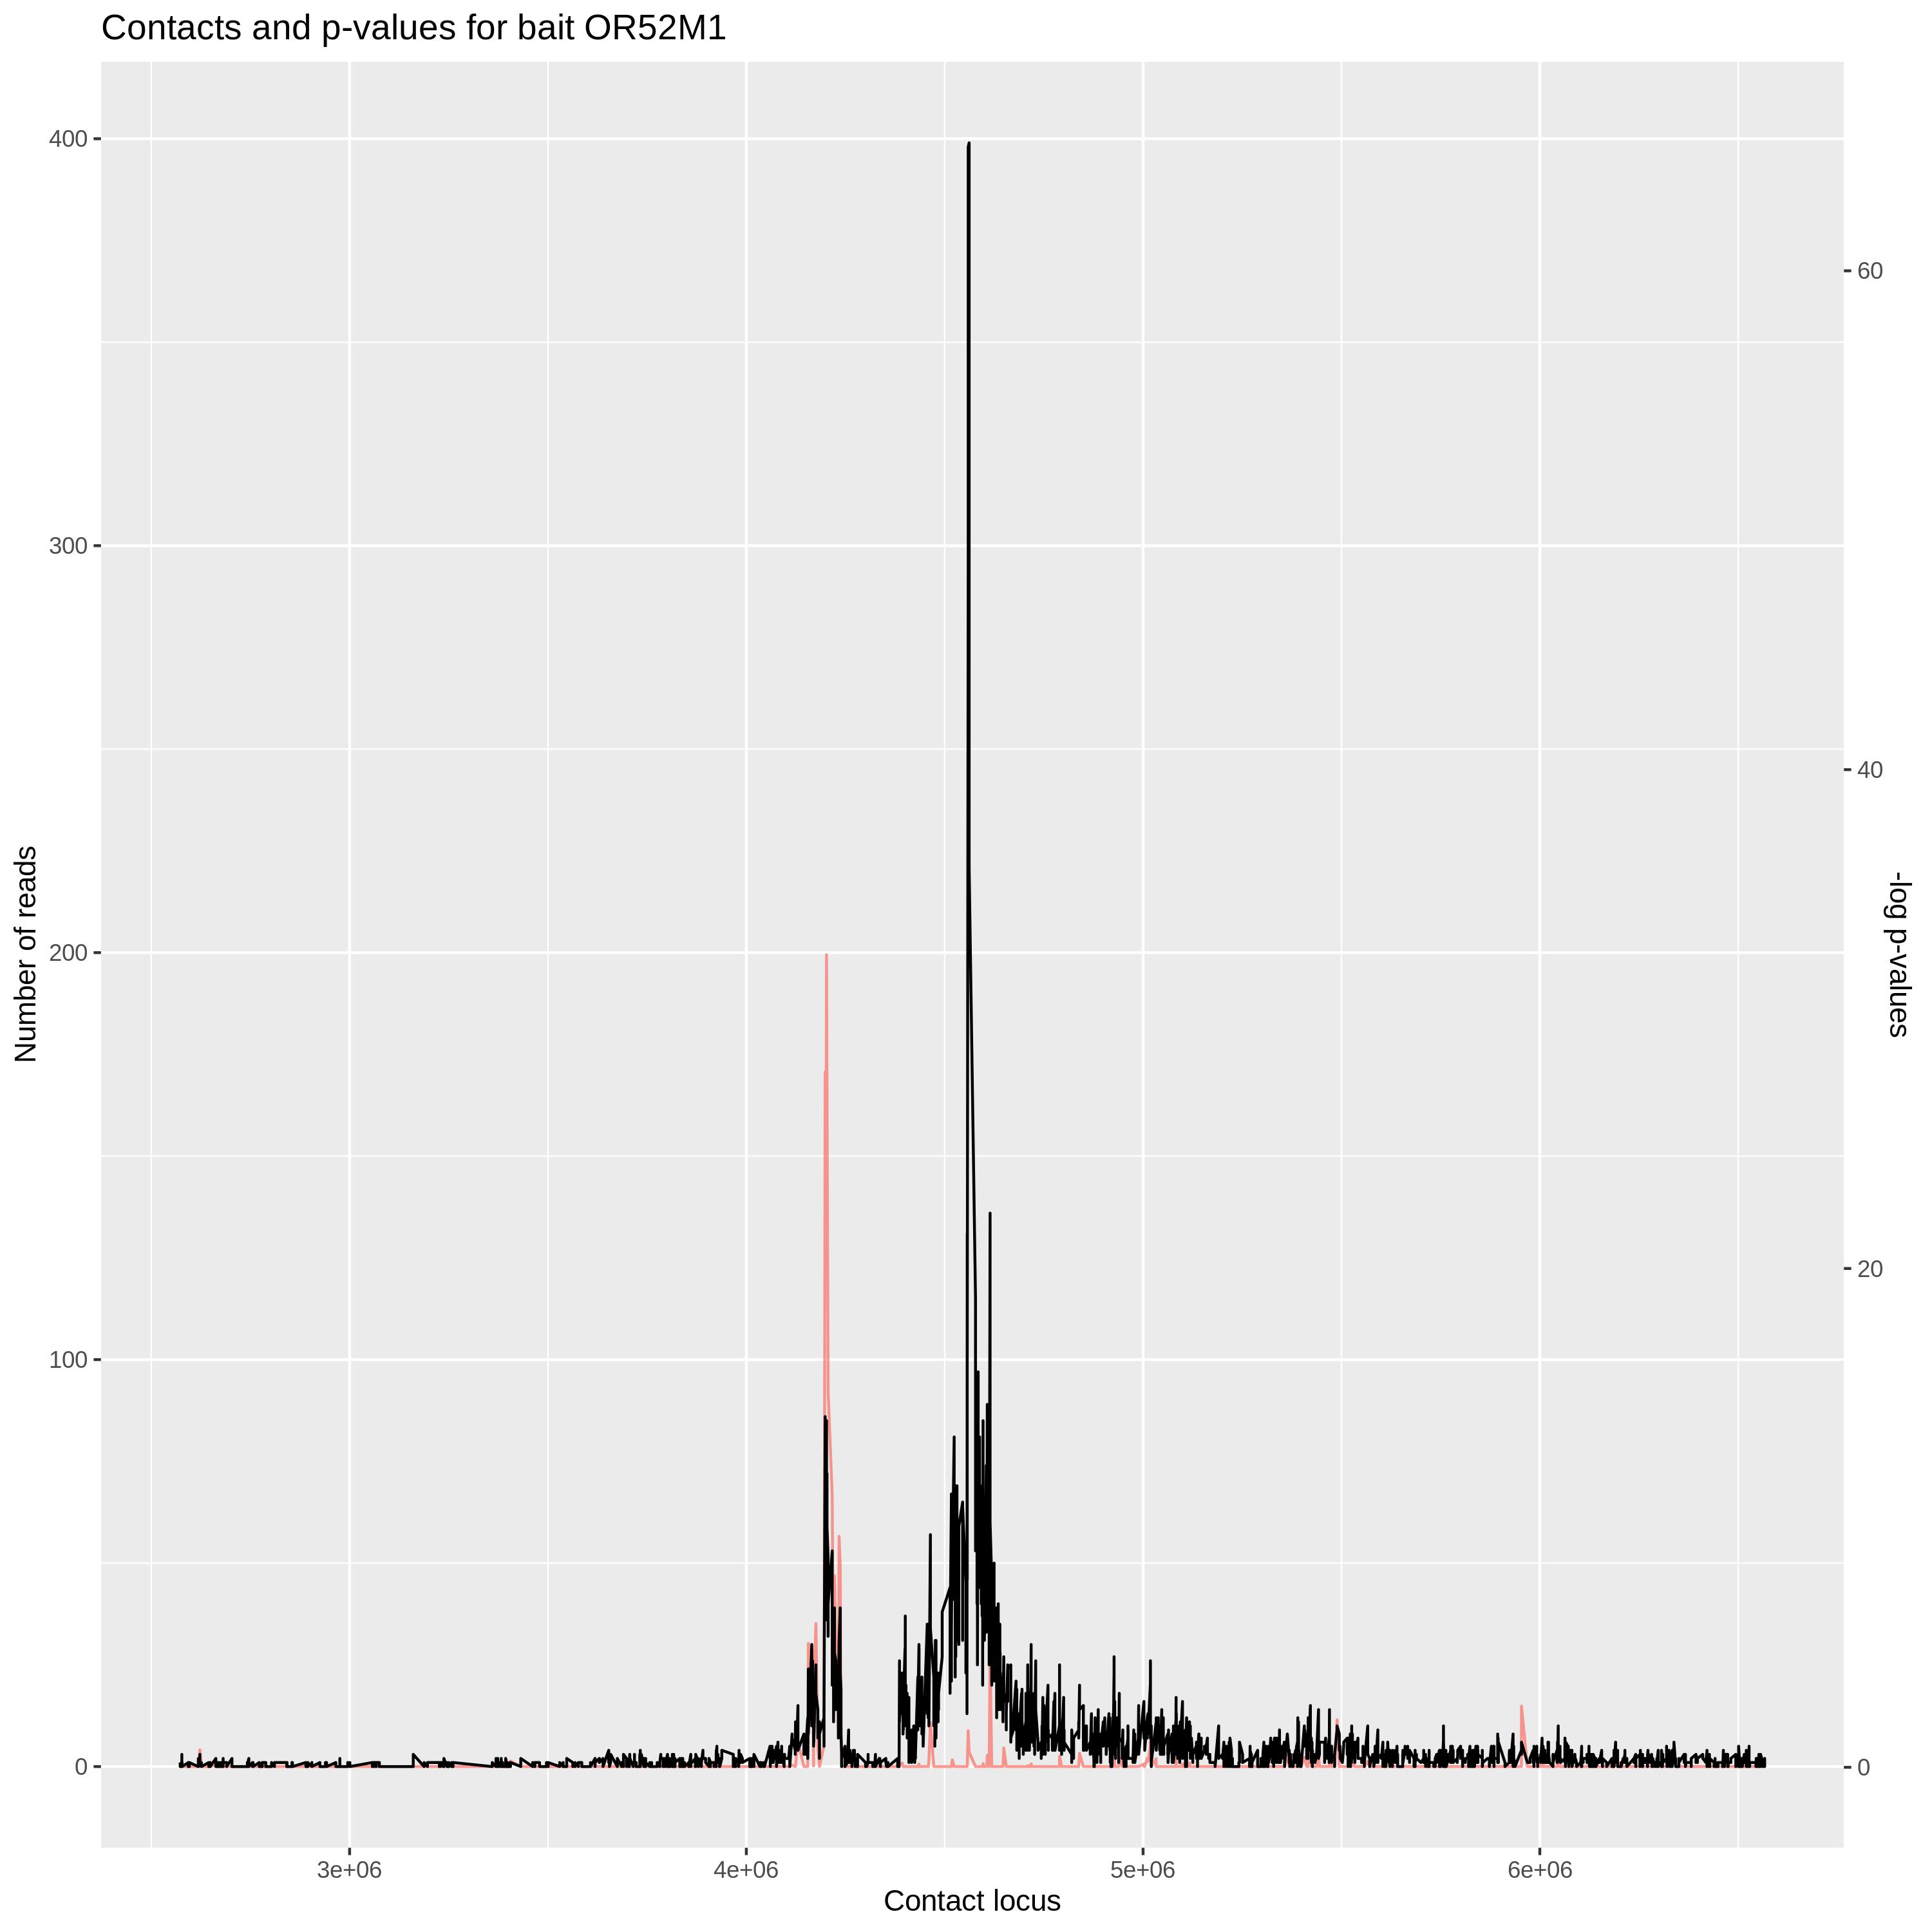 Contacts and p-values for bait OR52M1
400
300
200
100
0
Number of reads
60
40
20
0
-log p-values
3e+06
4e+06
5e+06
6e+06
Contact locus